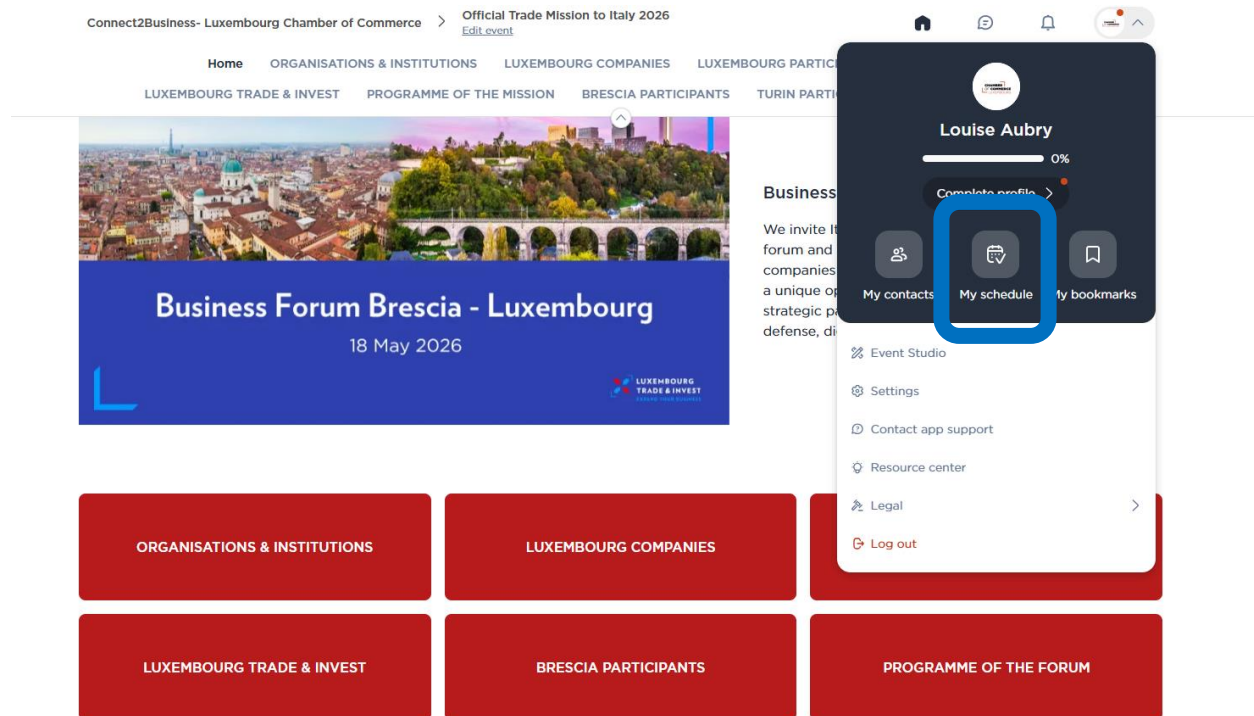 Connect2Business- Luxembourg Chamber of Commerce > Official Trade Mission to Italy 2026
Edit event
Home ORGANISATIONS & INSTITUTIONS LUXEMBOURG COMPANIES LUXEMBOURG PARTICI
LUXEMBOURG TRADE & INVEST PROGRAMME OF THE MISSION BRESCIA PARTICIPANTS TURIN PARTI
Louise Aubry
0%
Complete profile >
My contacts My schedule My bookmarks
Event Studio
Settings
Contact app support
Resource center
Legal
Log out
Business
We invite It
forum and
companies
a unique op
strategic pa
defense, di
Business Forum Brescia - Luxembourg
18 May 2026
LUXEMBOURG
TRADE & INVEST
ORGANISATIONS & INSTITUTIONS
LUXEMBOURG COMPANIES
LUXEMBOURG TRADE & INVEST
BRESCIA PARTICIPANTS
PROGRAMME OF THE FORUM